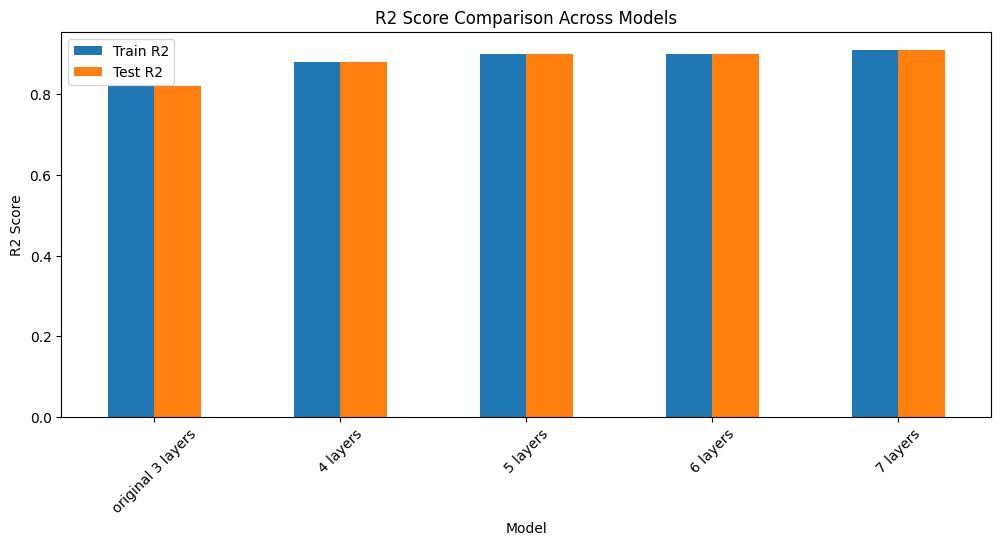 R2 Score Comparison Across Models
Train R2
Test R2
R2 Score
0.8
0.6
0.4
0.2
0.0
original 3 layers
4 layers
5 layers
6 layers
7 layers
Model